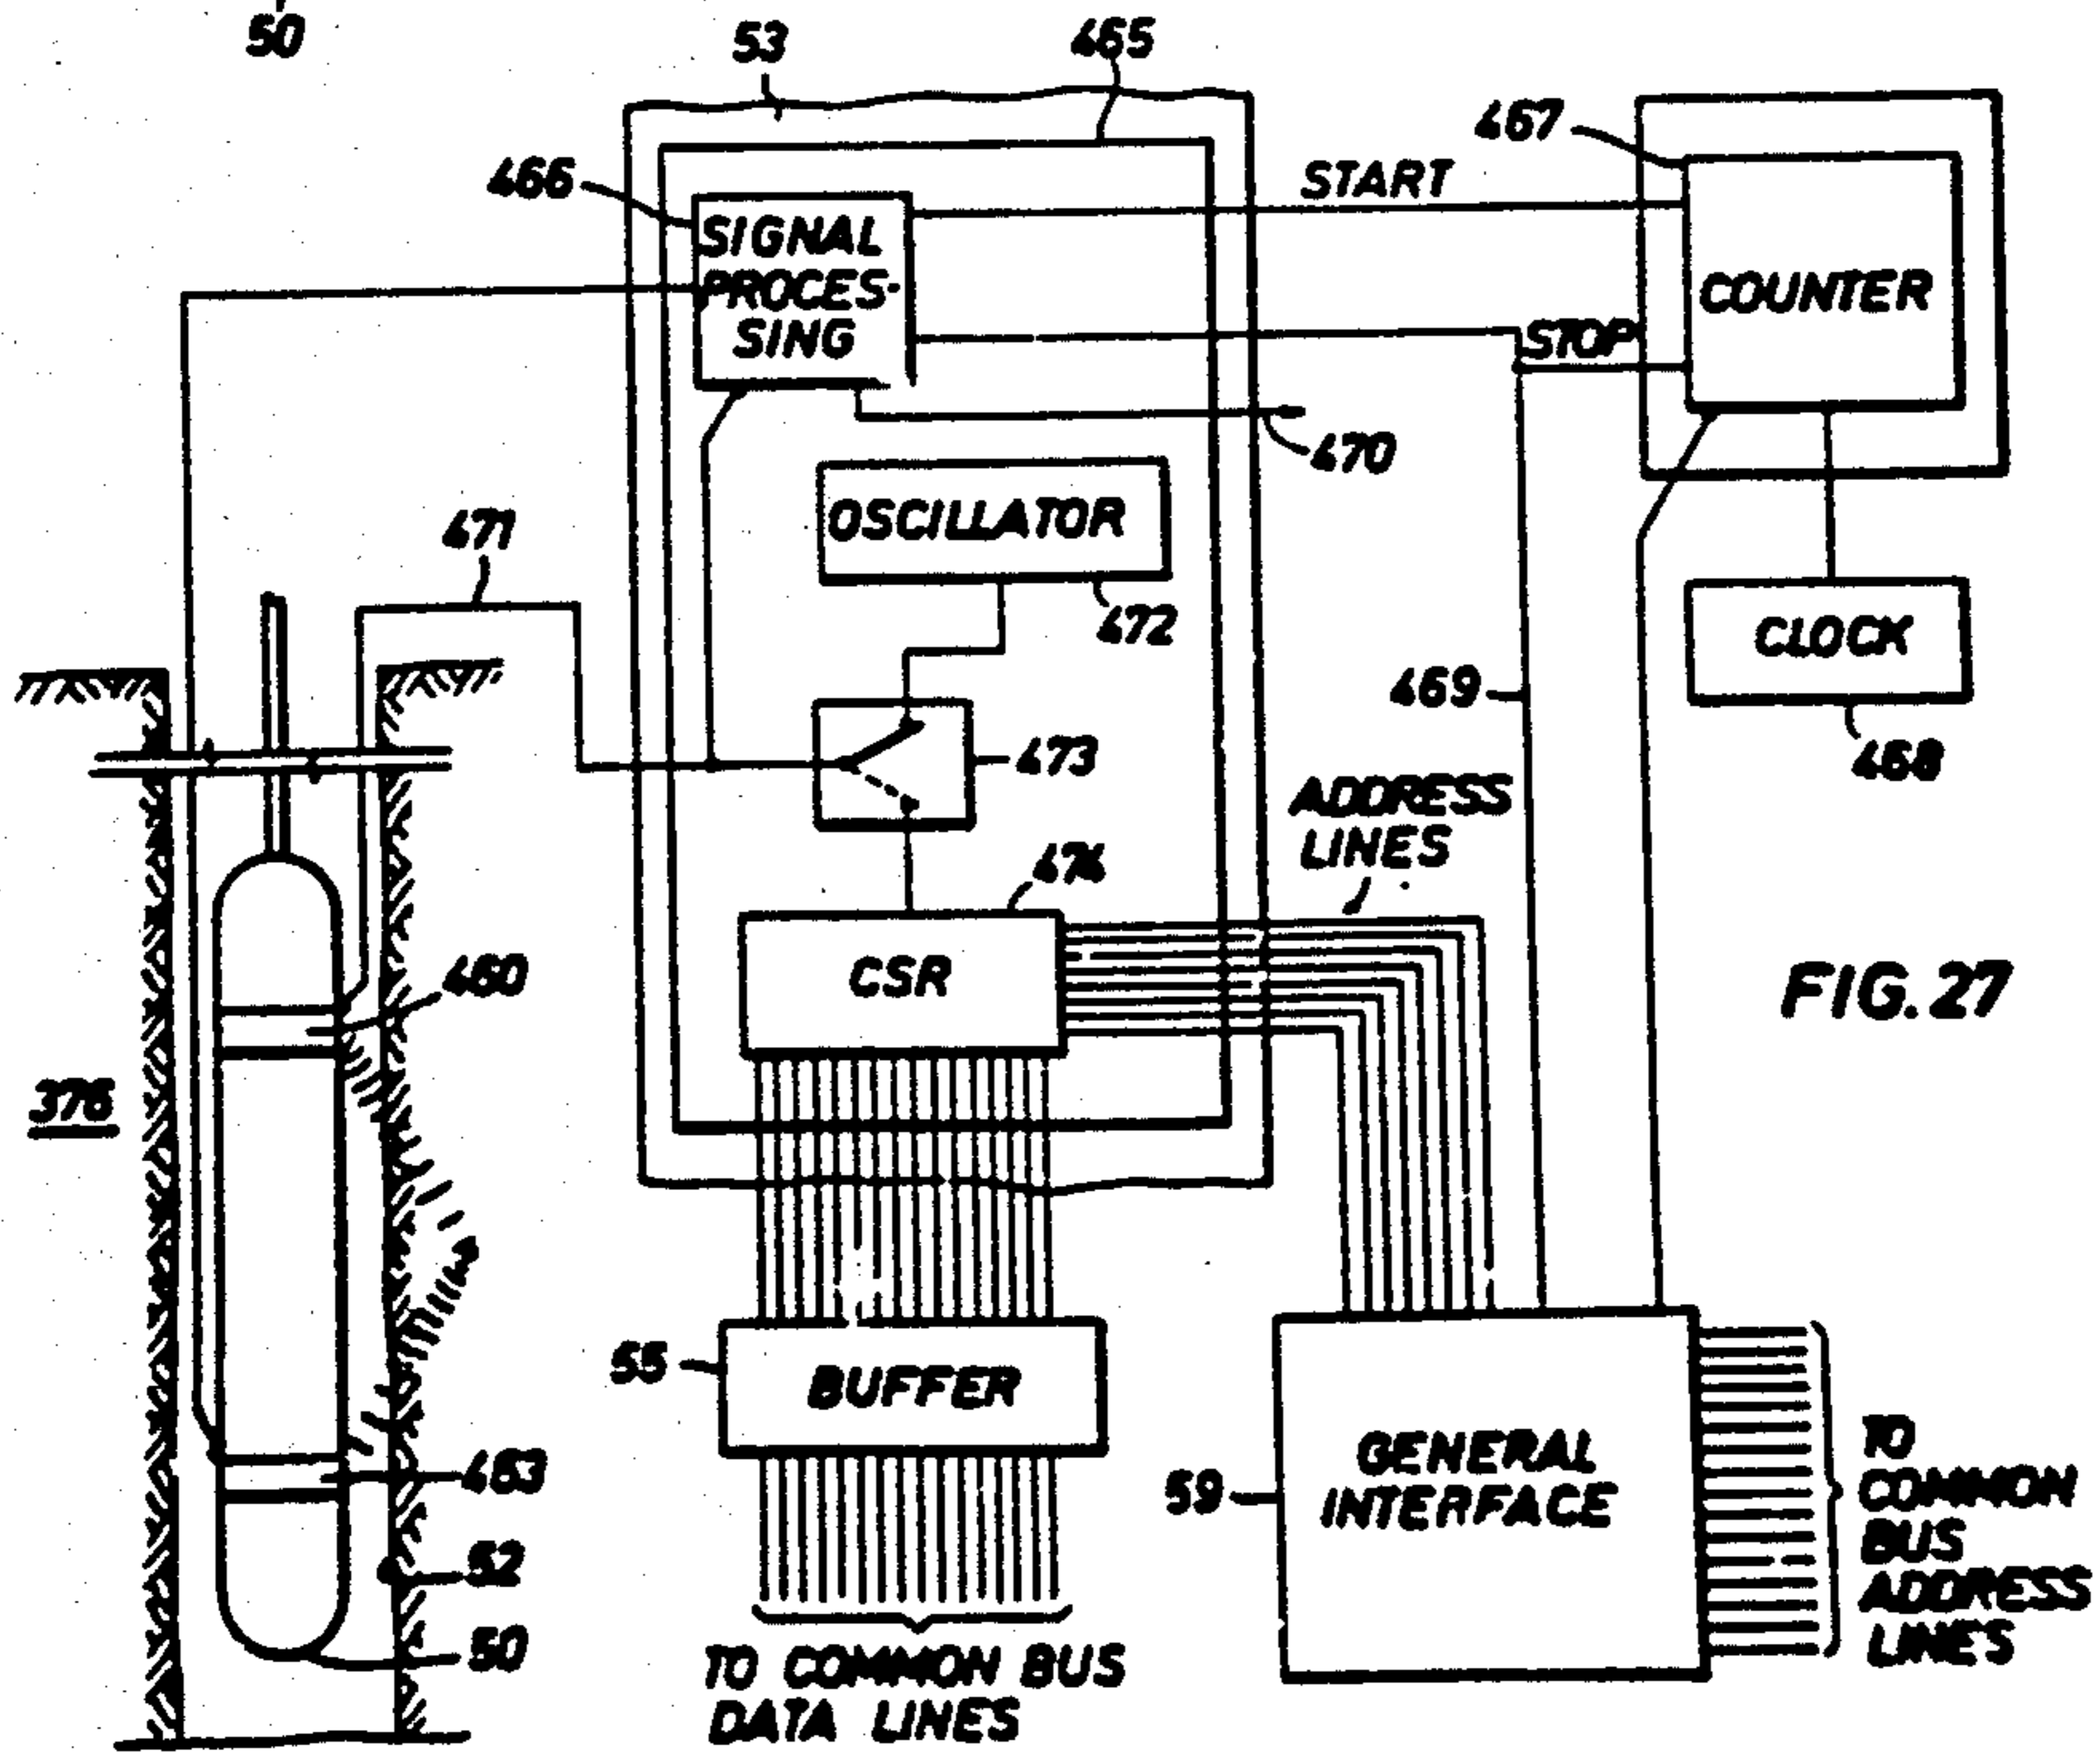 50
53
465
467
466
START
SIGNAL
PROCES-
SING
COUNTER
STOP
470
OSCILLATOR
471
472
CLOCK
469
473
468
ADDRESS
LINES
474
CSR
460
FIG. 27
376
55
BUFFER
GENERAL
INTERFACE
59
TO
COMMON
BUS
ADDRESS
LINES
463
52
50
TO COMMON BUS
DATA LINES